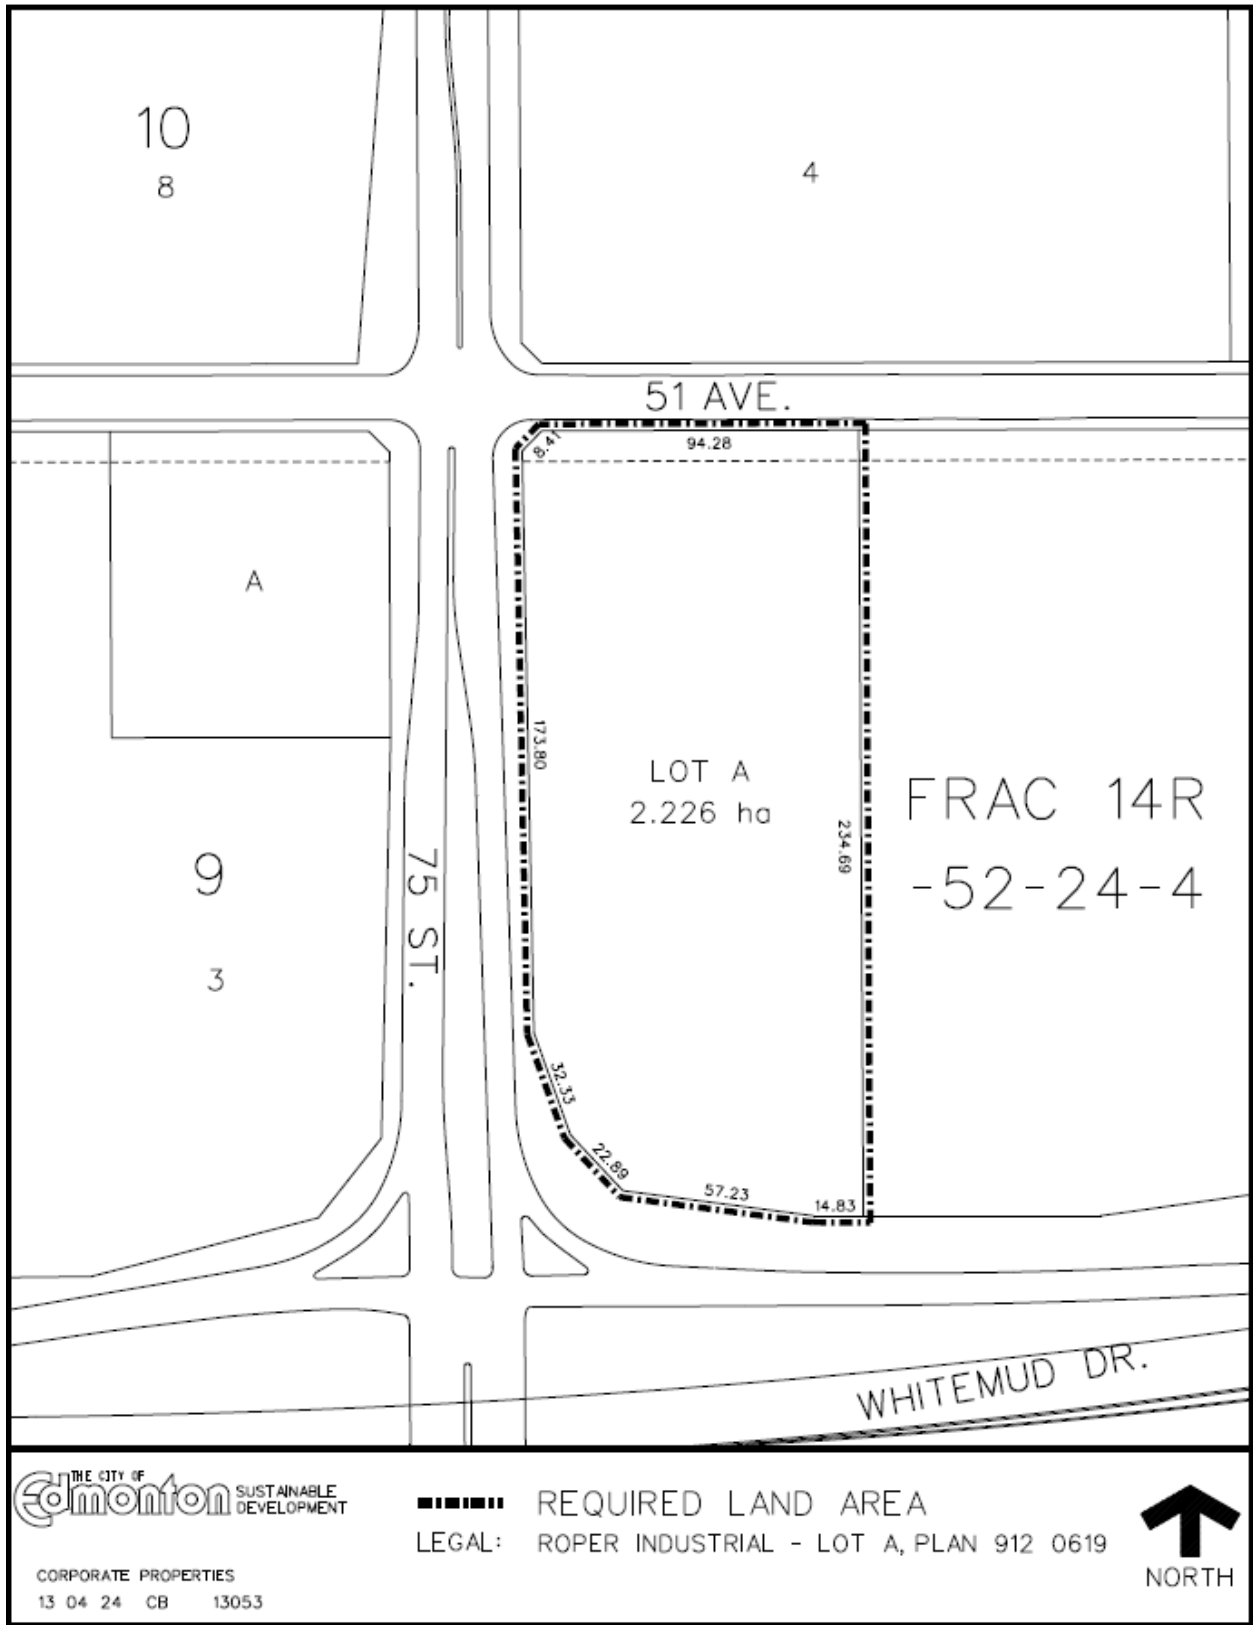 10
8
4
51 AVE.
8.41
94.28
A
173.80
LOT A
2.226 ha
234.69
FRAC 14R
-52-24-4
9
3
75 ST.
32.33
22.89
57.23
14.83
WHITEMUD DR.
THE CITY OF
Edmonton
SUSTAINABLE
DEVELOPMENT
REQUIRED LAND AREA
LEGAL: ROPER INDUSTRIAL - LOT A, PLAN 912 0619
CORPORATE PROPERTIES
13 04 24 CB 13053
NORTH